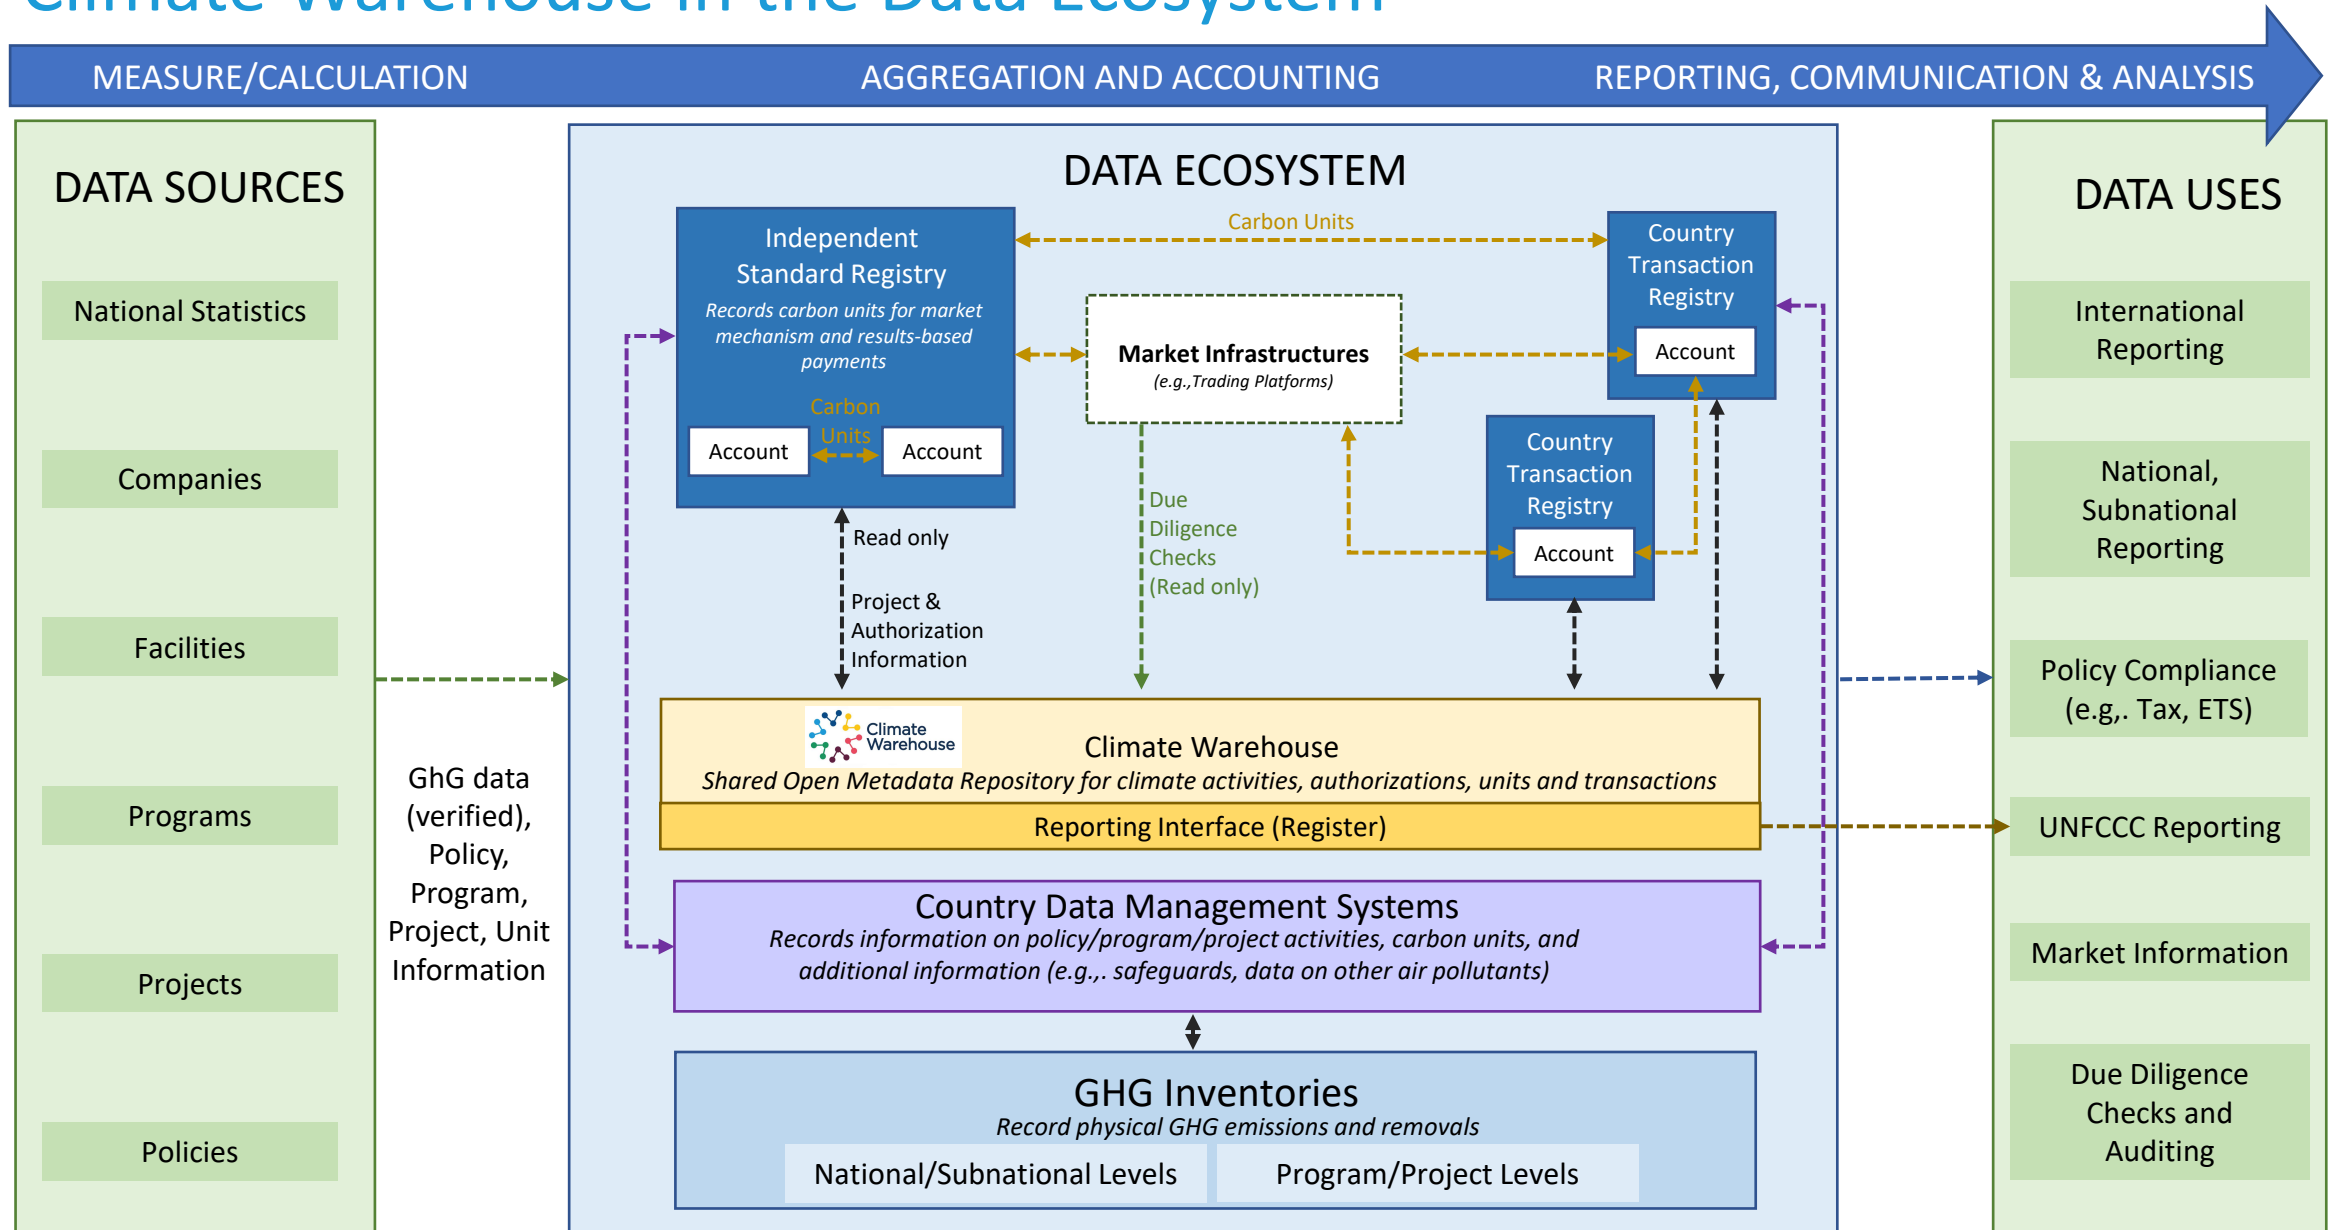 Climate Warehouse in the Data Ecosystem
MEASURE/CALCULATION
AGGREGATION AND ACCOUNTING
REPORTING, COMMUNICATION & ANALYSIS
DATA SOURCES
National Statistics
Companies
Facilities
Programs
Projects
Policies
GhG data
(verified),
Policy,
Program,
Project, Unit
Information
DATA ECOSYSTEM
Independent
Standard Registry
Records carbon units for market
mechanism and results-based
payments
Carbon
Units
Account
Account
Carbon Units
Market Infrastructures
(e.g.,Trading Platforms)
Country
Transaction
Registry
Account
Country
Transaction
Registry
Account
Read only
Project &
Authorization
Information
Due
Diligence
Checks
(Read only)
Climate
Warehouse
Climate Warehouse
Shared Open Metadata Repository for climate activities, authorizations, units and transactions
Reporting Interface (Register)
Country Data Management Systems
Records information on policy/program/project activities, carbon units, and
additional information (e.g.,. safeguards, data on other air pollutants)
GHG Inventories
Record physical GHG emissions and removals
National/Subnational Levels
Program/Project Levels
DATA USES
International
Reporting
National,
Subnational
Reporting
Policy Compliance
(e.g,. Tax, ETS)
UNFCCC Reporting
Market Information
Due Diligence
Checks and
Auditing